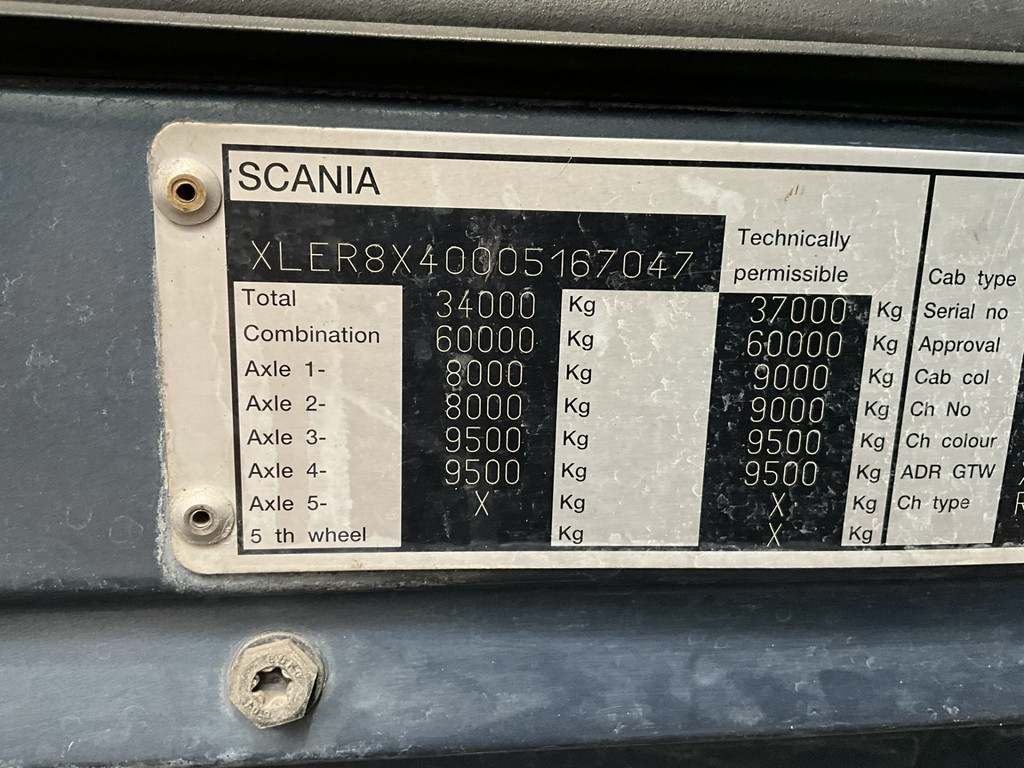 SCANIA
XLER8X40005167047
Technically
permissible
Total 34000 Kg 37000 Kg
Combination 60000 Kg 60000 Kg
Axle 1- 8000 Kg 9000 Kg
Axle 2- 8000 Kg 9000 Kg
Axle 3- 9500 Kg 9500 Kg
Axle 4- 9500 Kg 9500 Kg
Axle 5- X Kg X Kg
5 th wheel Kg X Kg
Cab type
Serial no
Approval
Cab col
Ch No
Ch colour
ADR GTW
Ch type